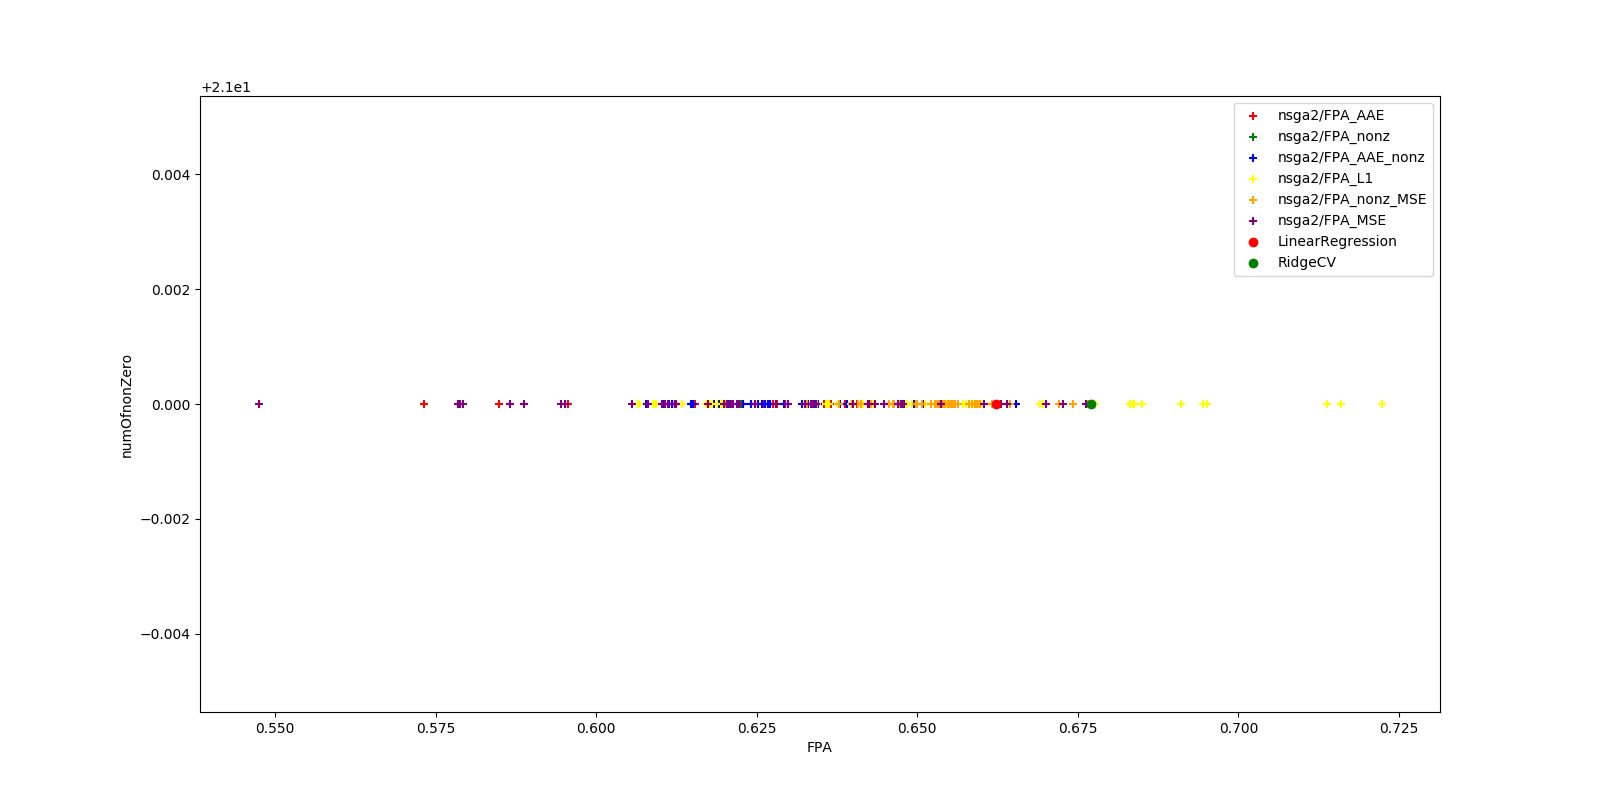 +2.1e1
0.004
0.002
0.000
−0.002
−0.004
numOfnonZero
0.550
0.575
0.600
0.625
0.650
0.675
0.700
0.725
FPA
nsga2/FPA_AAE
nsga2/FPA_nonz
nsga2/FPA_AAE_nonz
nsga2/FPA_L1
nsga2/FPA_nonz_MSE
nsga2/FPA_MSE
LinearRegression
RidgeCV